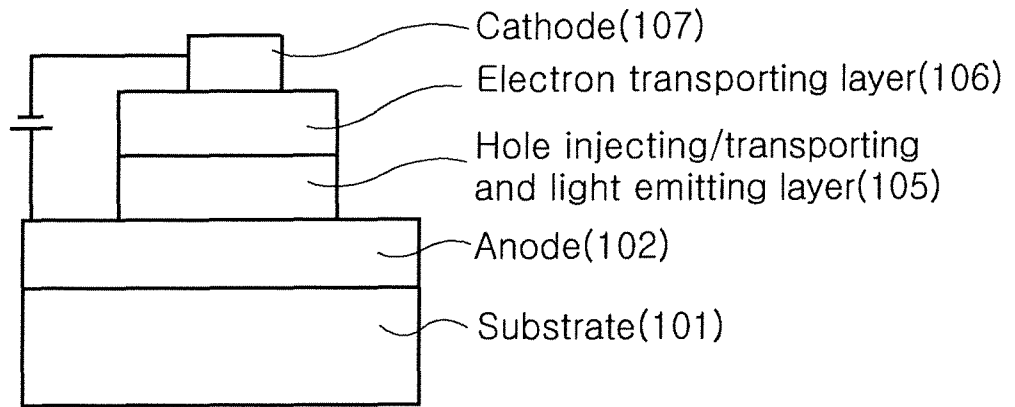 Cathode(107)
Electron transporting layer(106)
Hole injecting/transporting
and light emitting layer(105)
Anode(102)
Substrate(101)